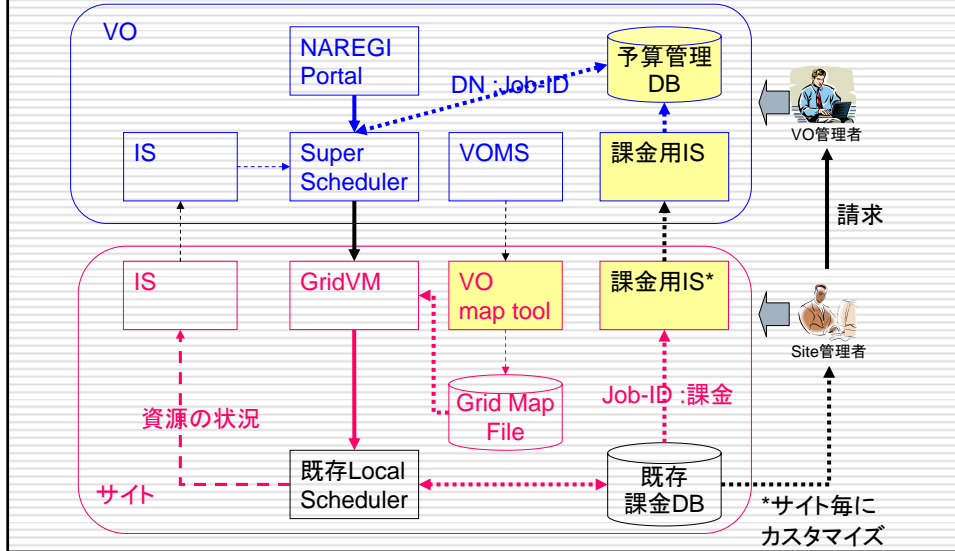 VO
NAREGI
Portal
DN : Job-ID
予算管理
DB
VO管理者
IS
Super
Scheduler
VOMS
課金用IS
請求
IS
GridVM
VO
map tool
課金用IS*
Site管理者
Grid Map
File
Job-ID :課金
資源の状況
既存Local
Scheduler
既存
課金DB
サイト
*サイト毎に
カスタマイズ